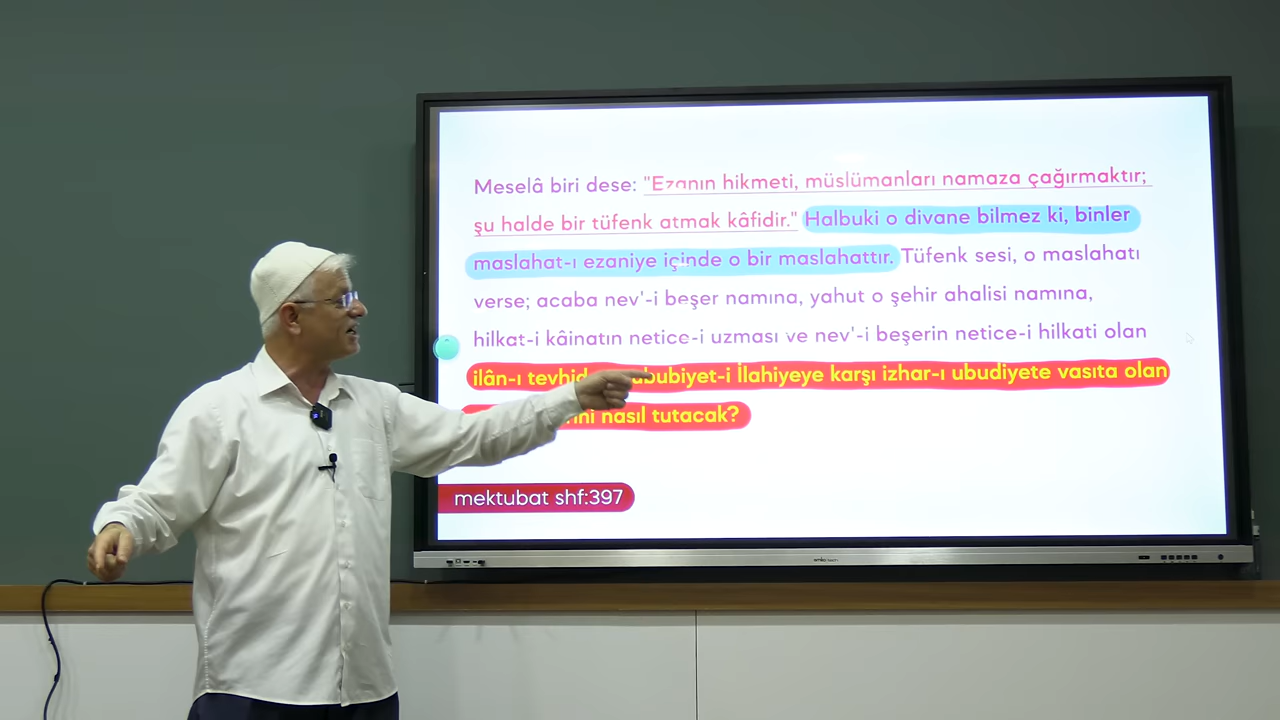 Meselâ biri dese: "Ezanın hikmeti, müslümanları namaza çağırmaktır;
şu halde bir tüfenk atmak kâfidir." Halbuki o divane bilmez ki, binler
maslahat-ı ezaniye içinde o bir maslahattır. Tüfenk sesi, o maslahatı
verse; acaba nev'-i beşer namına, yahut o şehir ahalisi namına,
hilkat-i kâinatın netice-i uzması ve nev'-i beşerin netice-i hilkati olan
ilân-ı tevhid İlahiyeye karşı izhar-ı ubudiyete vasıta olan
nasıl tutacak?
mektubat shf:397